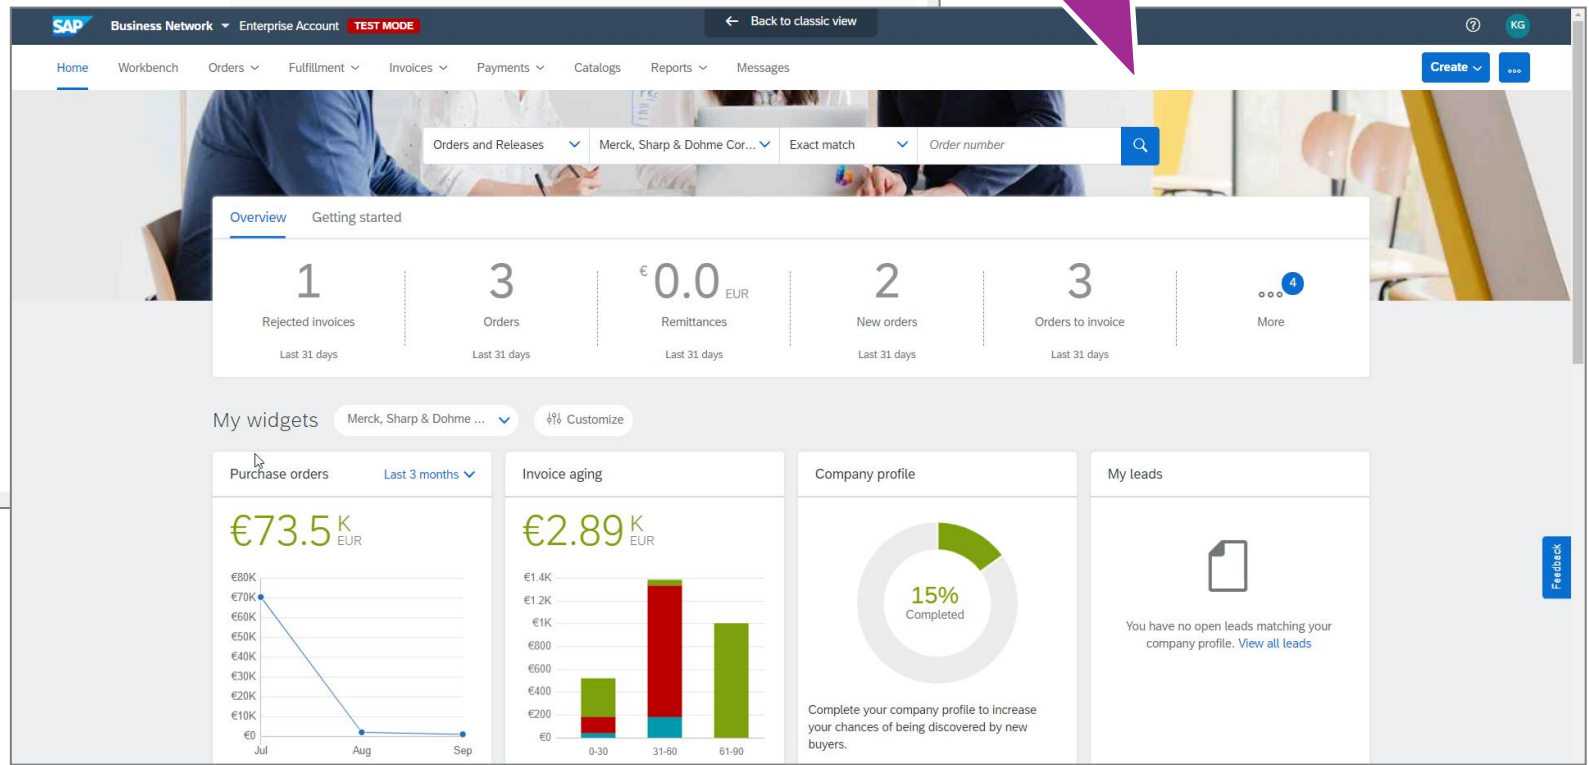 SAP Business Network Enterprise Account TEST MODE ← Back to classic view ? KG
Home Workbench Orders Fulfillment Invoices Payments Catalogs Reports Messages Create
Orders and Releases Merck, Sharp & Dohme Cor... Exact match Order number
Overview Getting started
1 3 € 0.0 EUR 2 3 4
Rejected invoices Orders Remittances New orders Orders to invoice More
Last 31 days Last 31 days Last 31 days Last 31 days Last 31 days
My widgets Merck, Sharp & Dohme ... Customize
Purchase orders Last 3 months
€73.5 K EUR
€80K
€70K
€60K
€50K
€40K
€30K
€20K
€10K
€0
Jul Aug Sep
Invoice aging
€2.89 K EUR
€1.4K
€1.2K
€1K
€800
€600
€400
€200
€0
0-30 31-60 61-90
Company profile
15%
Completed
Complete your company profile to increase
your chances of being discovered by new
buyers.
My leads
You have no open leads matching your
company profile. View all leads
Feedback